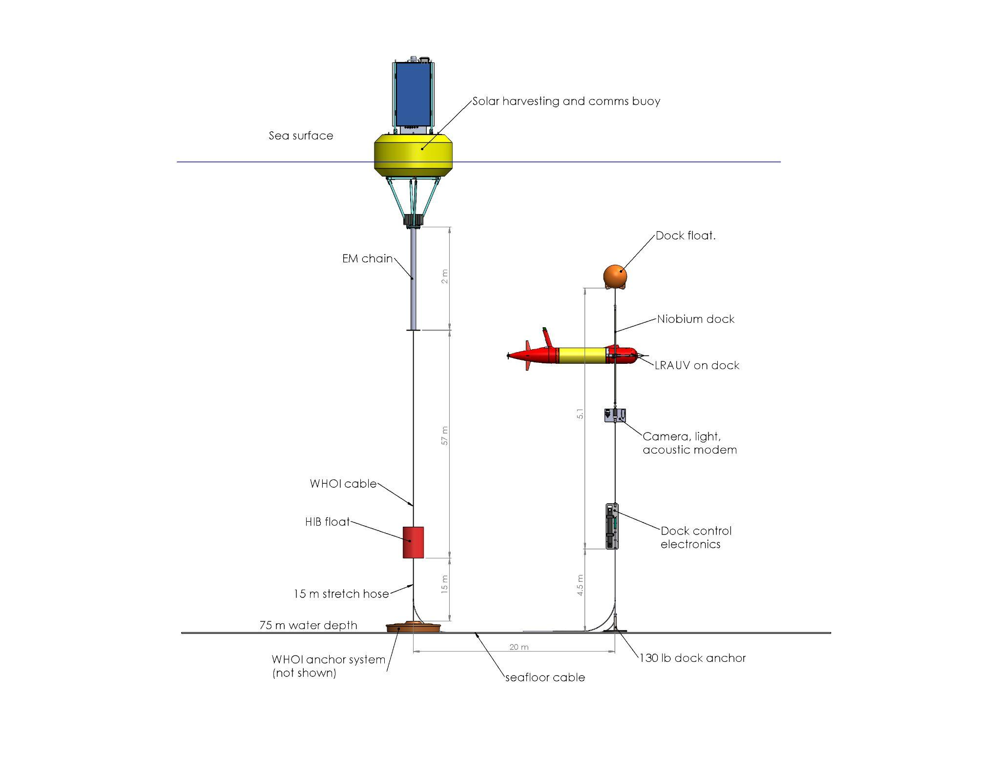 Solar harvesting and comms buoy
Sea surface
Dock float.
EM chain
2 m
Niobium dock
LRAUV on dock
5.1
57 m
Camera, light,
acoustic modem
WHOI cable
HIB float
Dock control
electronics
15 m
4.5 m
15 m stretch hose
75 m water depth
20 m
WHOI anchor system
(not shown)
130 lb dock anchor
seafloor cable